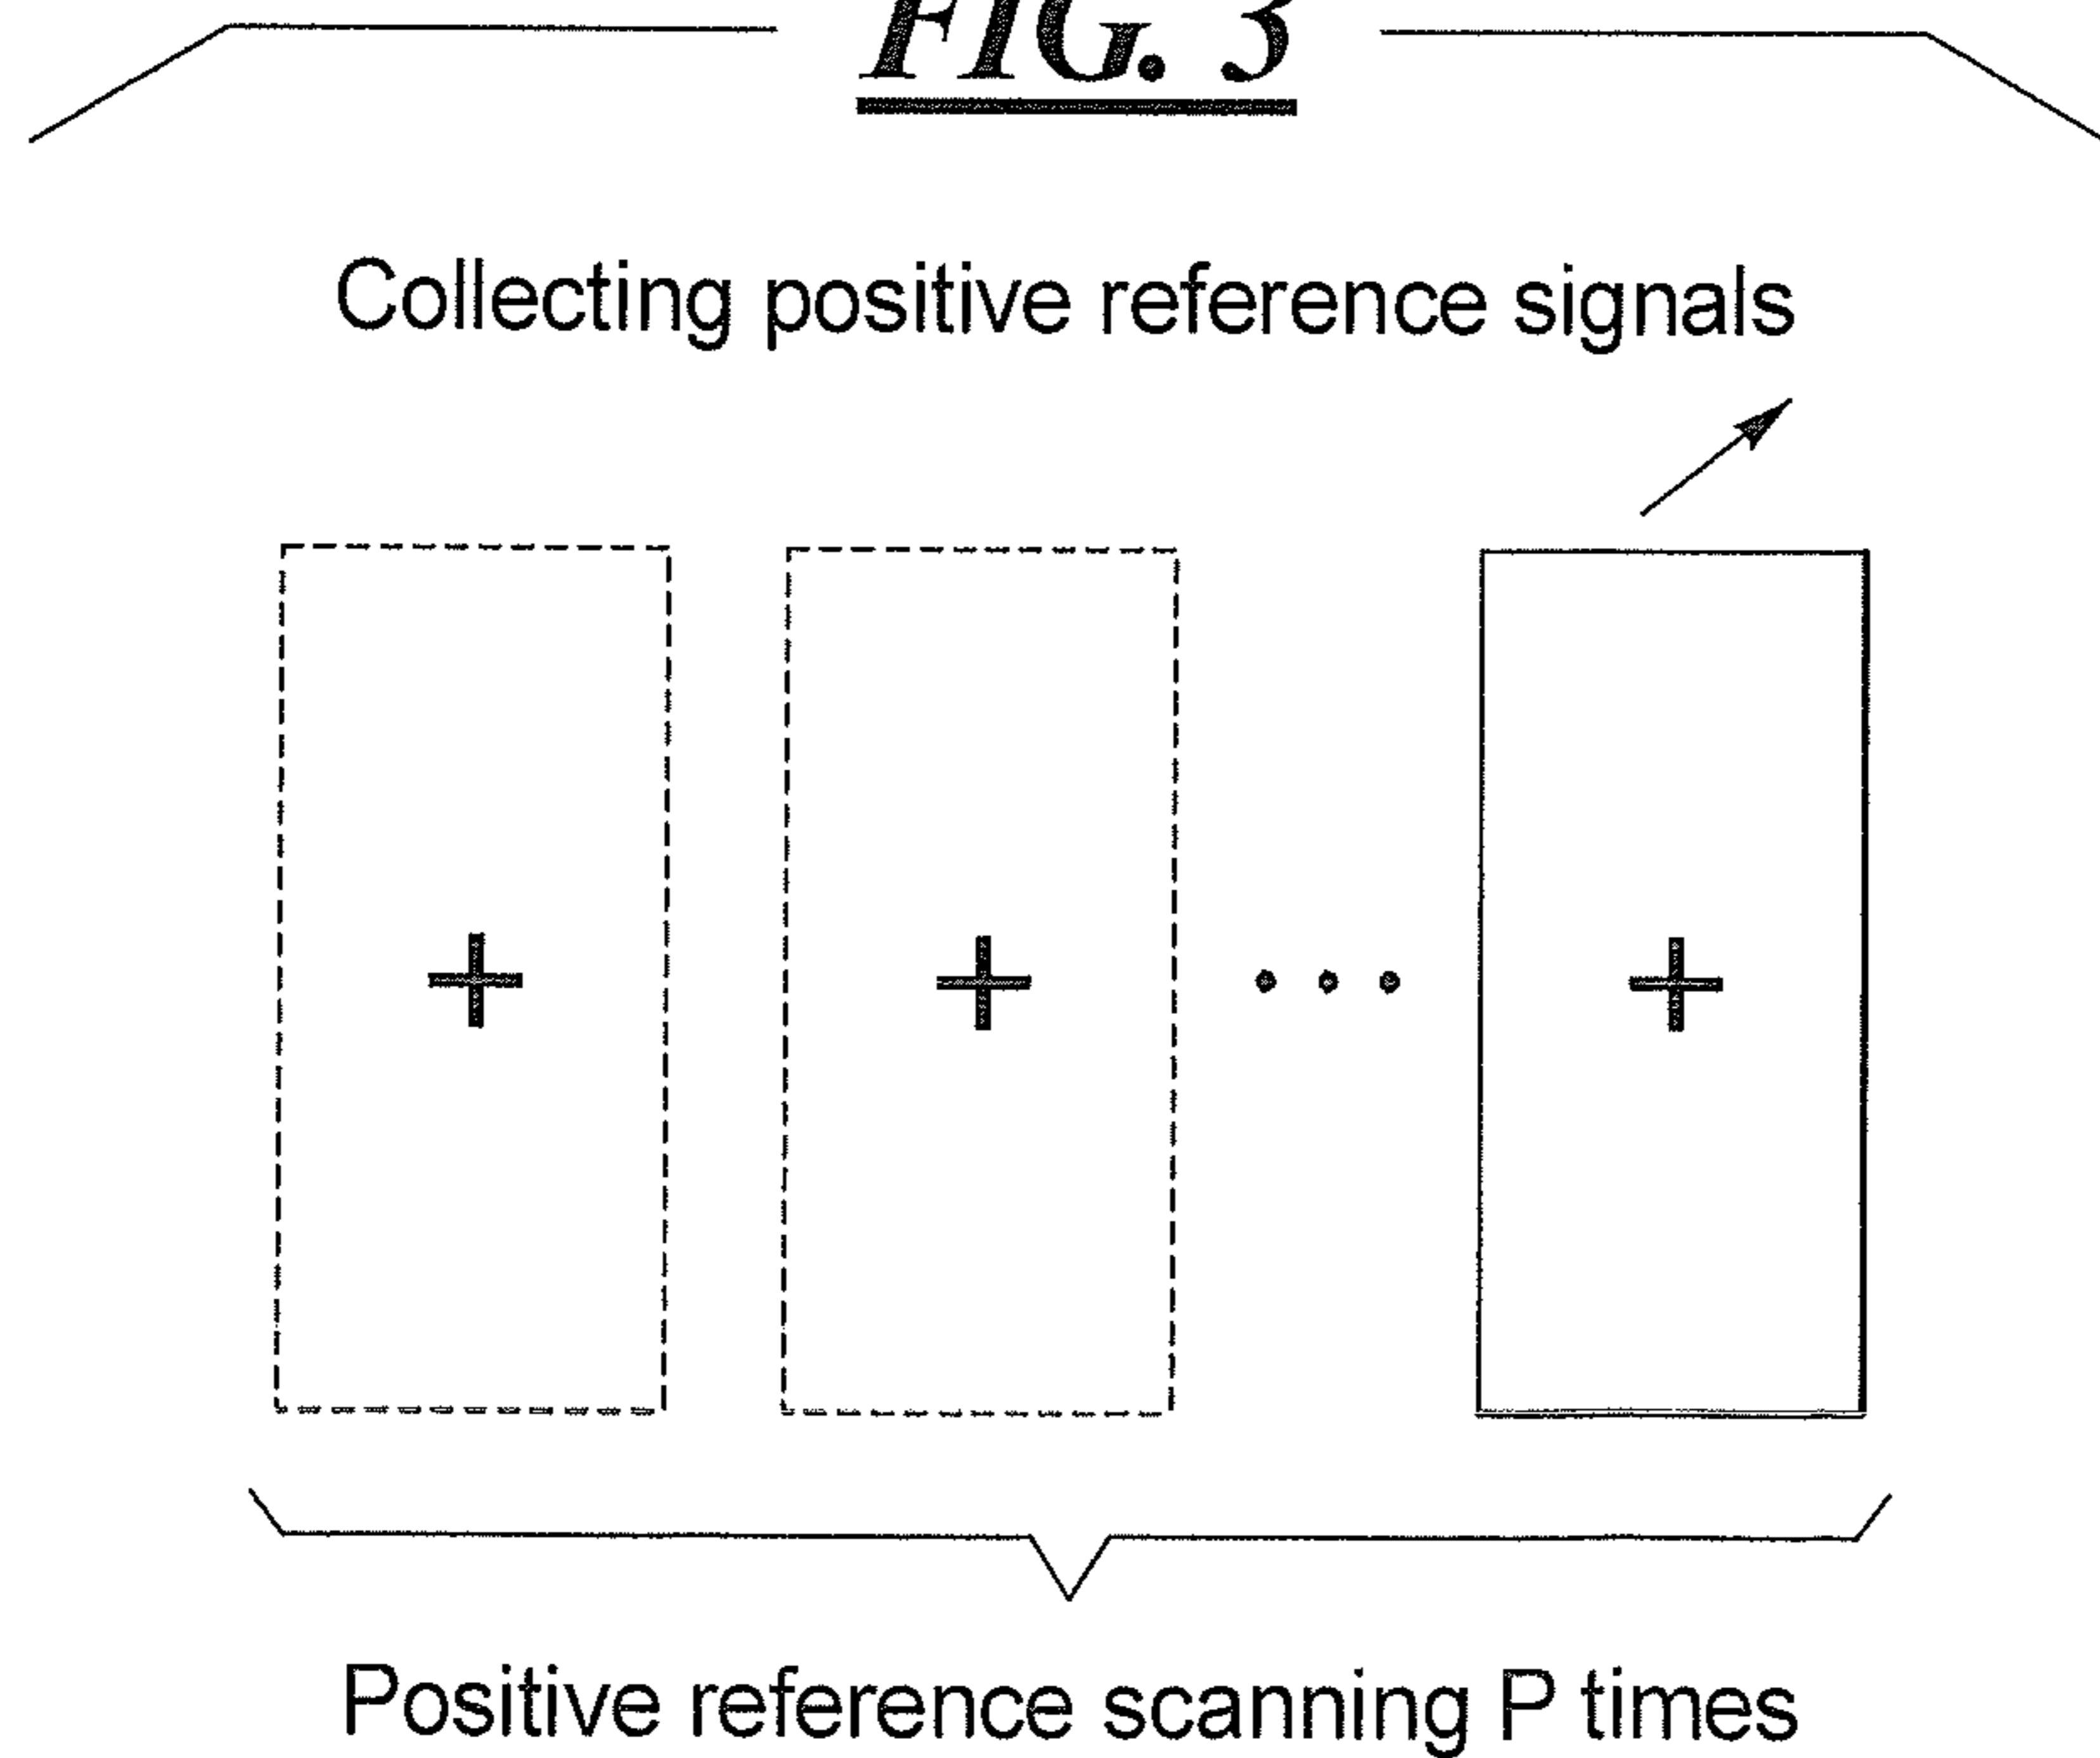 FIG. 3
Collecting positive reference signals
+ + ••• +
Positive reference scanning P times